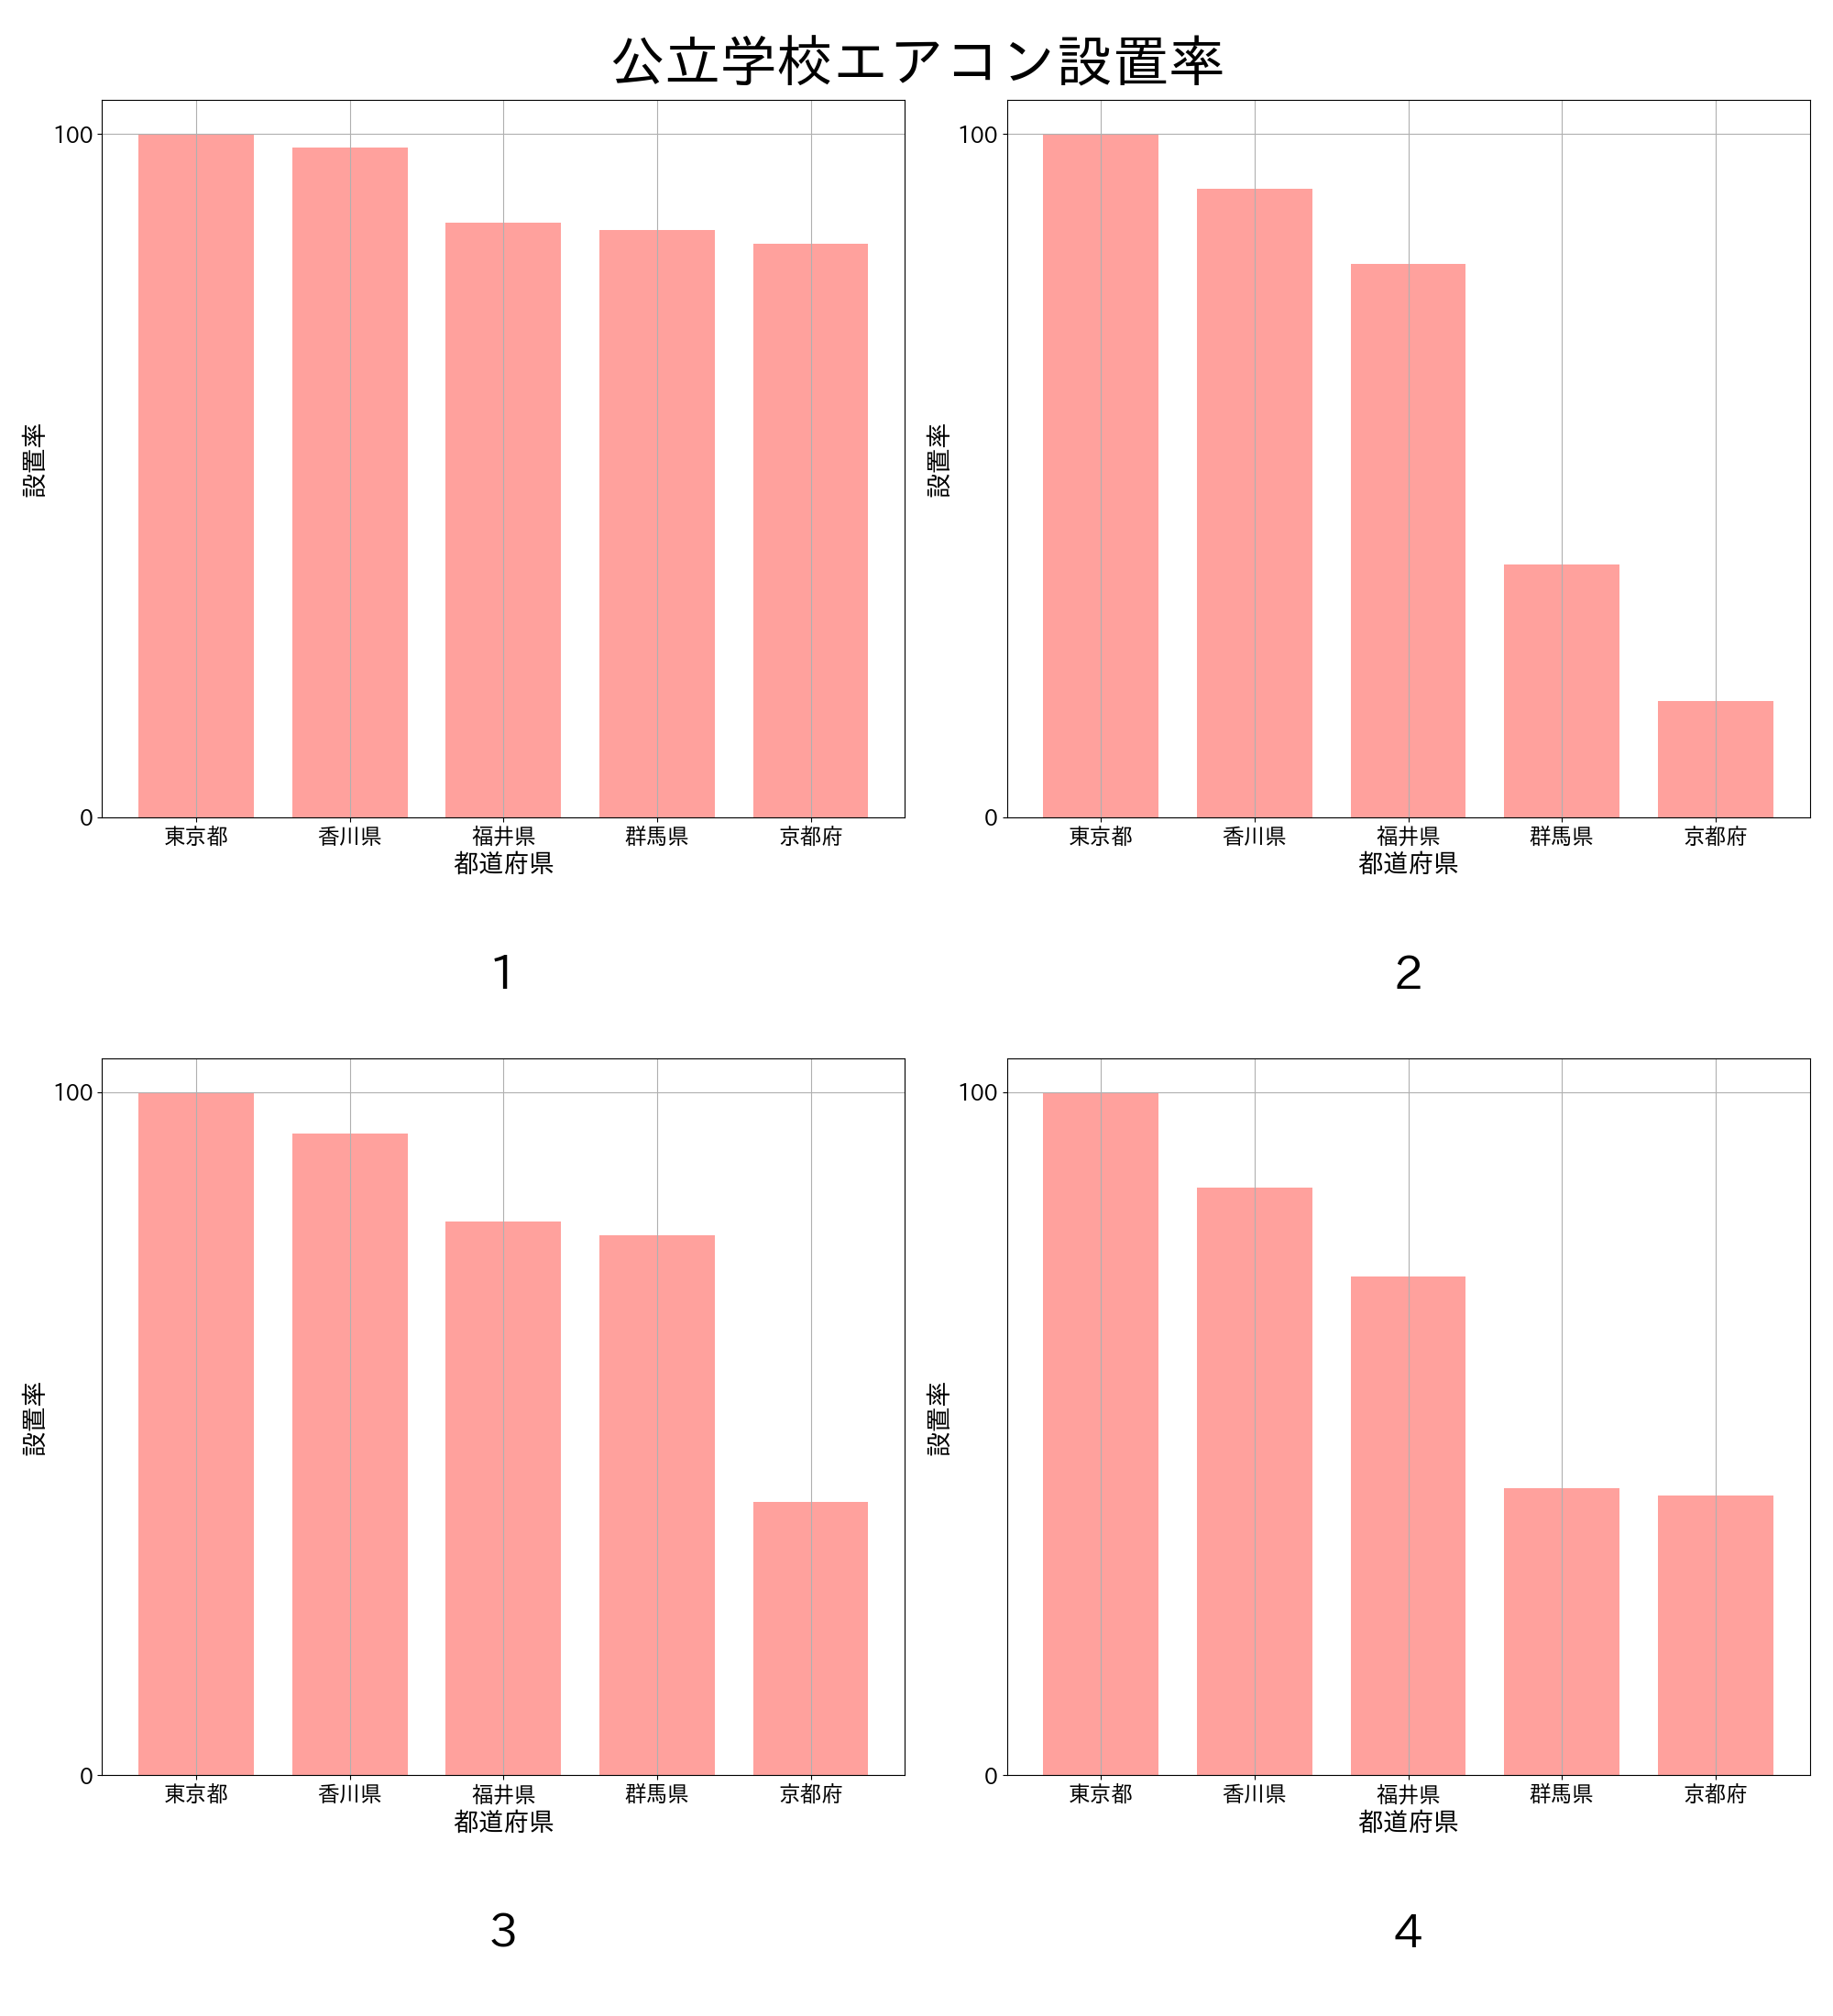 公立学校エアコン設置率
100
0
設置率
東京都 香川県 福井県 群馬県 京都府
都道府県
1
100
0
設置率
東京都 香川県 福井県 群馬県 京都府
都道府県
2
100
0
設置率
東京都 香川県 福井県 群馬県 京都府
都道府県
3
100
0
設置率
東京都 香川県 福井県 群馬県 京都府
都道府県
4